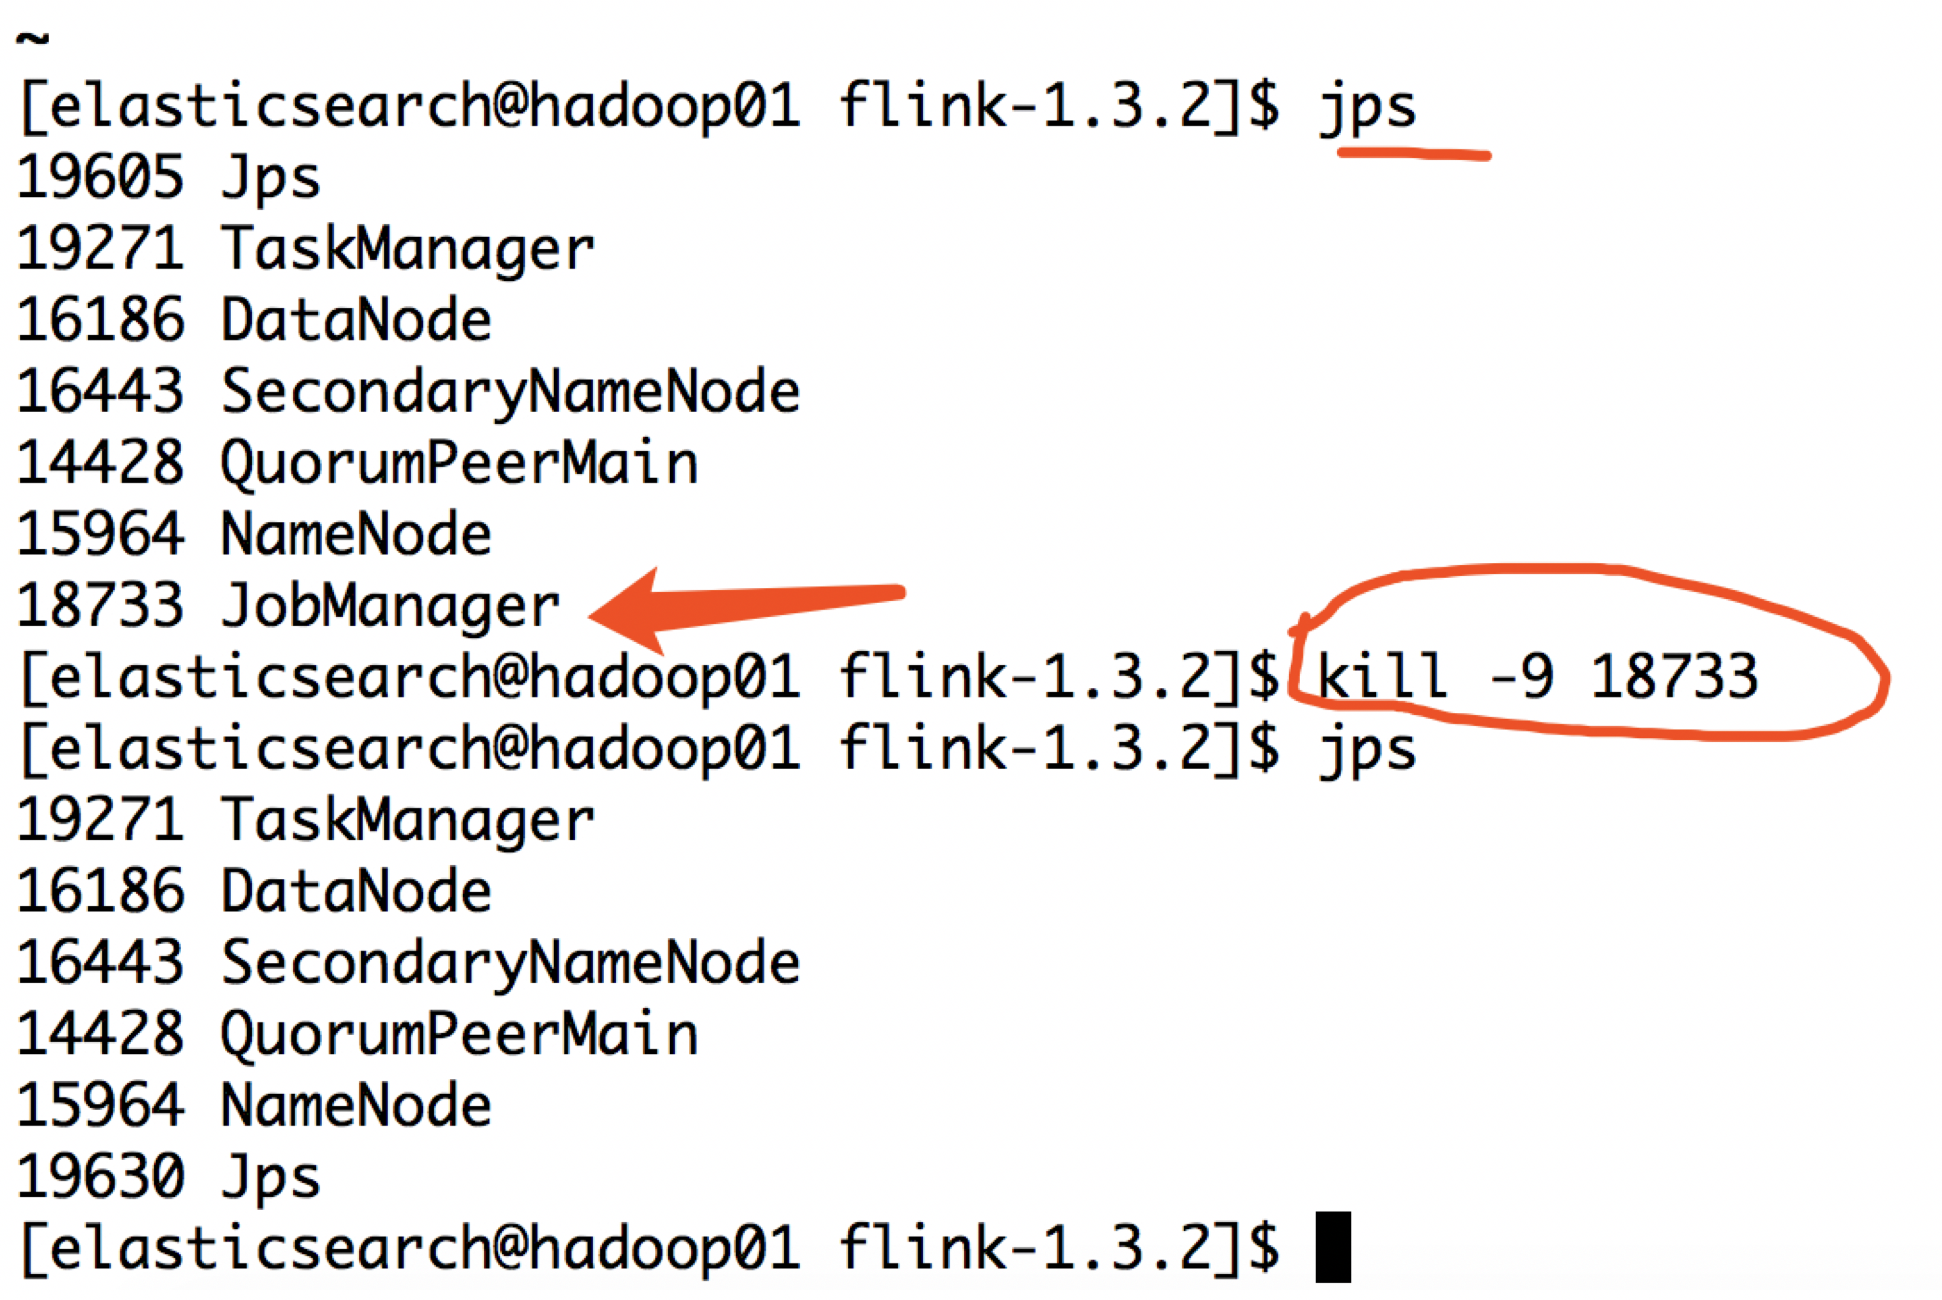 ~
[elasticsearch@hadoop01 flink-1.3.2]$ jps
19605 Jps
19271 TaskManager
16186 DataNode
16443 SecondaryNameNode
14428 QuorumPeerMain
15964 NameNode
18733 JobManager
[elasticsearch@hadoop01 flink-1.3.2]$ kill -9 18733
[elasticsearch@hadoop01 flink-1.3.2]$ jps
19271 TaskManager
16186 DataNode
16443 SecondaryNameNode
14428 QuorumPeerMain
15964 NameNode
19630 Jps
[elasticsearch@hadoop01 flink-1.3.2]$